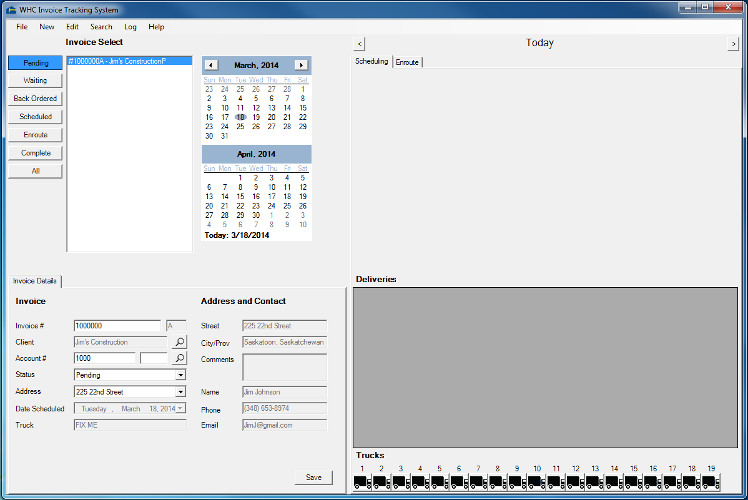 WHC Invoice Tracking System
File New Edit Search Log Help
Invoice Select
Pending
Waiting
Back Ordered
Scheduled
Enroute
Complete
All
#1000000A - Jim's ConstructionP
March, 2014
Sun Mon Tue Wed Thu Fri Sat
23 24 25 26 27 28 1
2 3 4 5 6 7 8
9 10 11 12 13 14 15
16 17 18 19 20 21 22
23 24 25 26 27 28 29
30 31
April, 2014
Sun Mon Tue Wed Thu Fri Sat
1 2 3 4 5
6 7 8 9 10 11 12
13 14 15 16 17 18 19
20 21 22 23 24 25 26
27 28 29 30 1 2 3
4 5 6 7 8 9 10
Today: 3/18/2014
< Today >
Scheduling Enroute
Invoice Details
Invoice
Invoice # 1000000 A
Client Jim's Construction
Account # 1000
Status Pending
Address 225 22nd Street
Date Scheduled Tuesday , March 18, 2014
Truck FIX ME
Address and Contact
Street 225 22nd Street
City/Prov Saskatoon, Saskatchewan
Comments
Name Jim Johnson
Phone (348) 653-8974
Email JimJ@gmail.com
Save
Deliveries
Trucks
1 2 3 4 5 6 7 8 9 10 11 12 13 14 15 16 17 18 19